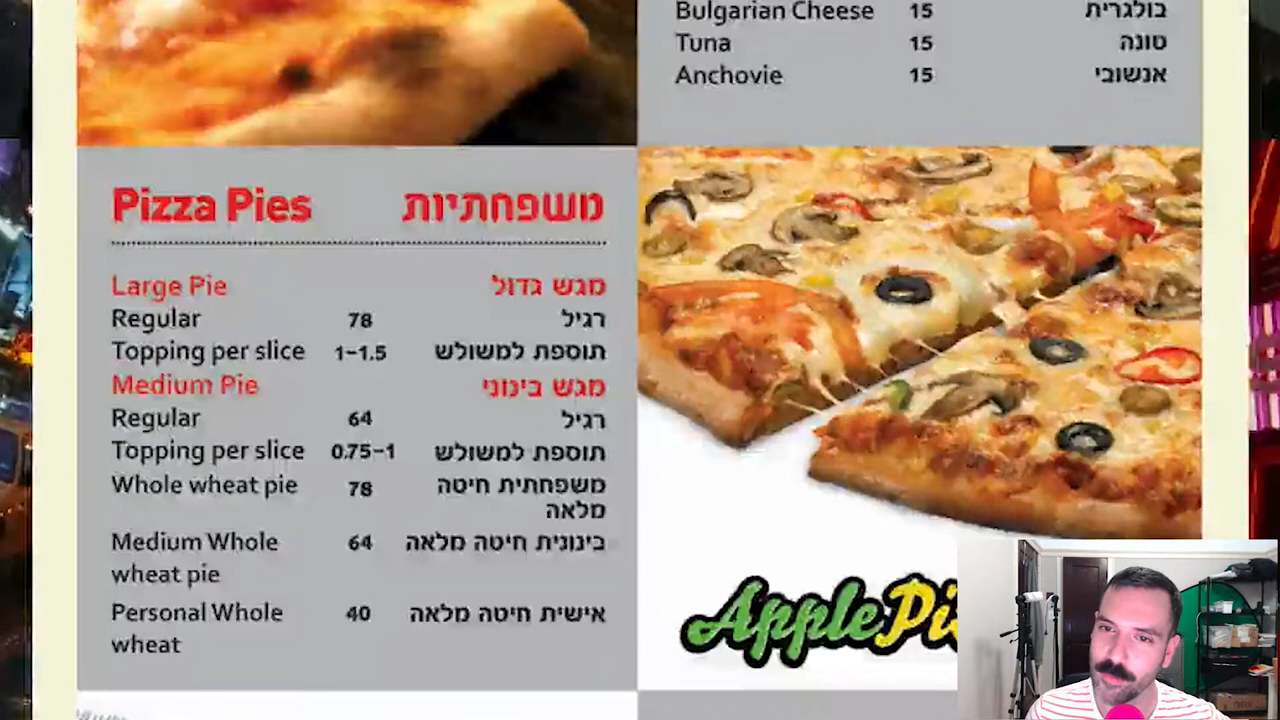 Bulgarian Cheese 15 בולגרית
Tuna 15 טונה
Anchovie 15 אנשובי
Pizza Pies משפחתיות
Large Pie מגש גדול
Regular 78 רגיל
Topping per slice 1-1.5 תוספת למשולש
Medium Pie מגש בינוני
Regular 64 רגיל
Topping per slice 0.75-1 תוספת למשולש
Whole wheat pie 78 משפחתית חיטה
מלאה
Medium Whole 64 בינונית חיטה מלאה
wheat pie
Personal Whole 40 אישית חיטה מלאה
wheat
Apple